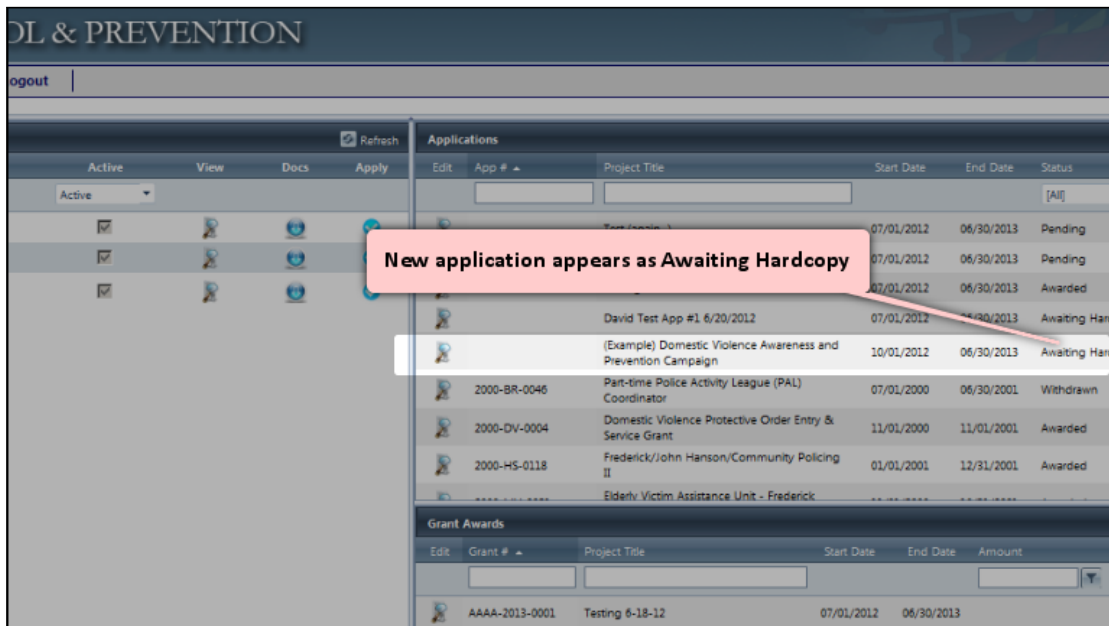 OL & PREVENTION
ogout
Refresh
Active View Docs Apply
Active
Applications
Edit App # Project Title Start Date End Date Status
[All]
Test (again..) 07/01/2012 06/30/2013 Pending
07/01/2012 06/30/2013 Pending
07/01/2012 06/30/2013 Awarded
New application appears as Awaiting Hardcopy
David Test App #1 6/20/2012 07/01/2012 06/30/2013 Awaiting Har
(Example) Domestic Violence Awareness and
Prevention Campaign 10/01/2012 06/30/2013 Awaiting Har
2000-BR-0046 Part-time Police Activity League (PAL)
Coordinator 07/01/2000 06/30/2001 Withdrawn
2000-DV-0004 Domestic Violence Protective Order Entry &
Service Grant 11/01/2000 11/01/2001 Awarded
2000-HS-0118 Frederick/John Hanson/Community Policing
II 01/01/2001 12/31/2001 Awarded
Elderly Victim Assistance Unit - Frederick
Grant Awards
Edit Grant # Project Title Start Date End Date Amount
AAAA-2013-0001 Testing 6-18-12 07/01/2012 06/30/2013